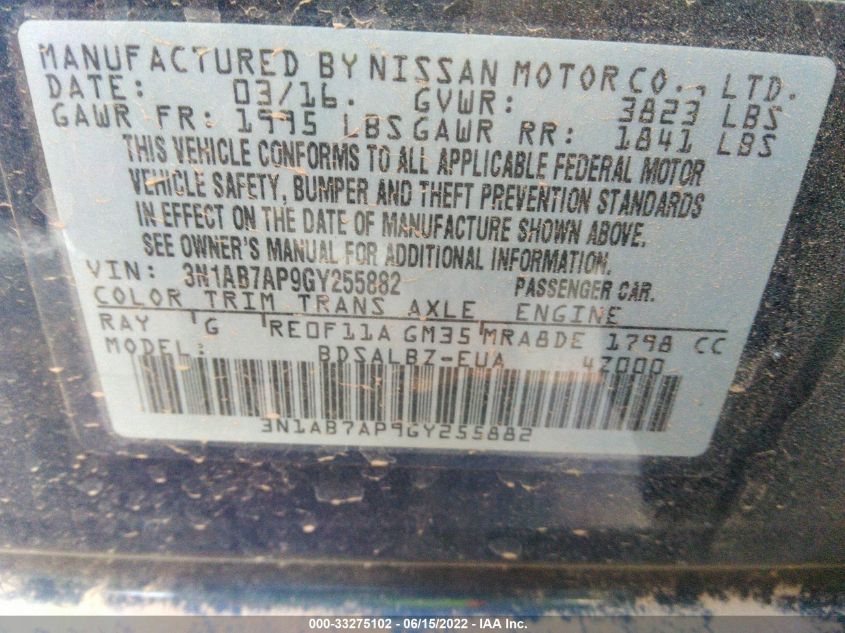 MANUFACTURED BY NISSAN MOTOR CO., LTD.
DATE: 03/16. GVWR: 3823 LBS
GAWR FR: 1995 LBS GAWR RR: 1841 LBS
THIS VEHICLE CONFORMS TO ALL APPLICABLE FEDERAL MOTOR
VEHICLE SAFETY, BUMPER AND THEFT PREVENTION STANDARDS
IN EFFECT ON THE DATE OF MANUFACTURE SHOWN ABOVE.
SEE OWNER'S MANUAL FOR ADDITIONAL INFORMATION.
VIN: 3N1AB7AP9GY255882 PASSENGER CAR.
COLOR TRIM TRANS AXLE ENGINE
RAY G RE0F11A GM35 MRA8DE 1798 CC
MODEL: BDSALBZ-EUA 4Z000
3N1AB7AP9GY255882
000-33275102 - 06/15/2022 - IAA Inc.